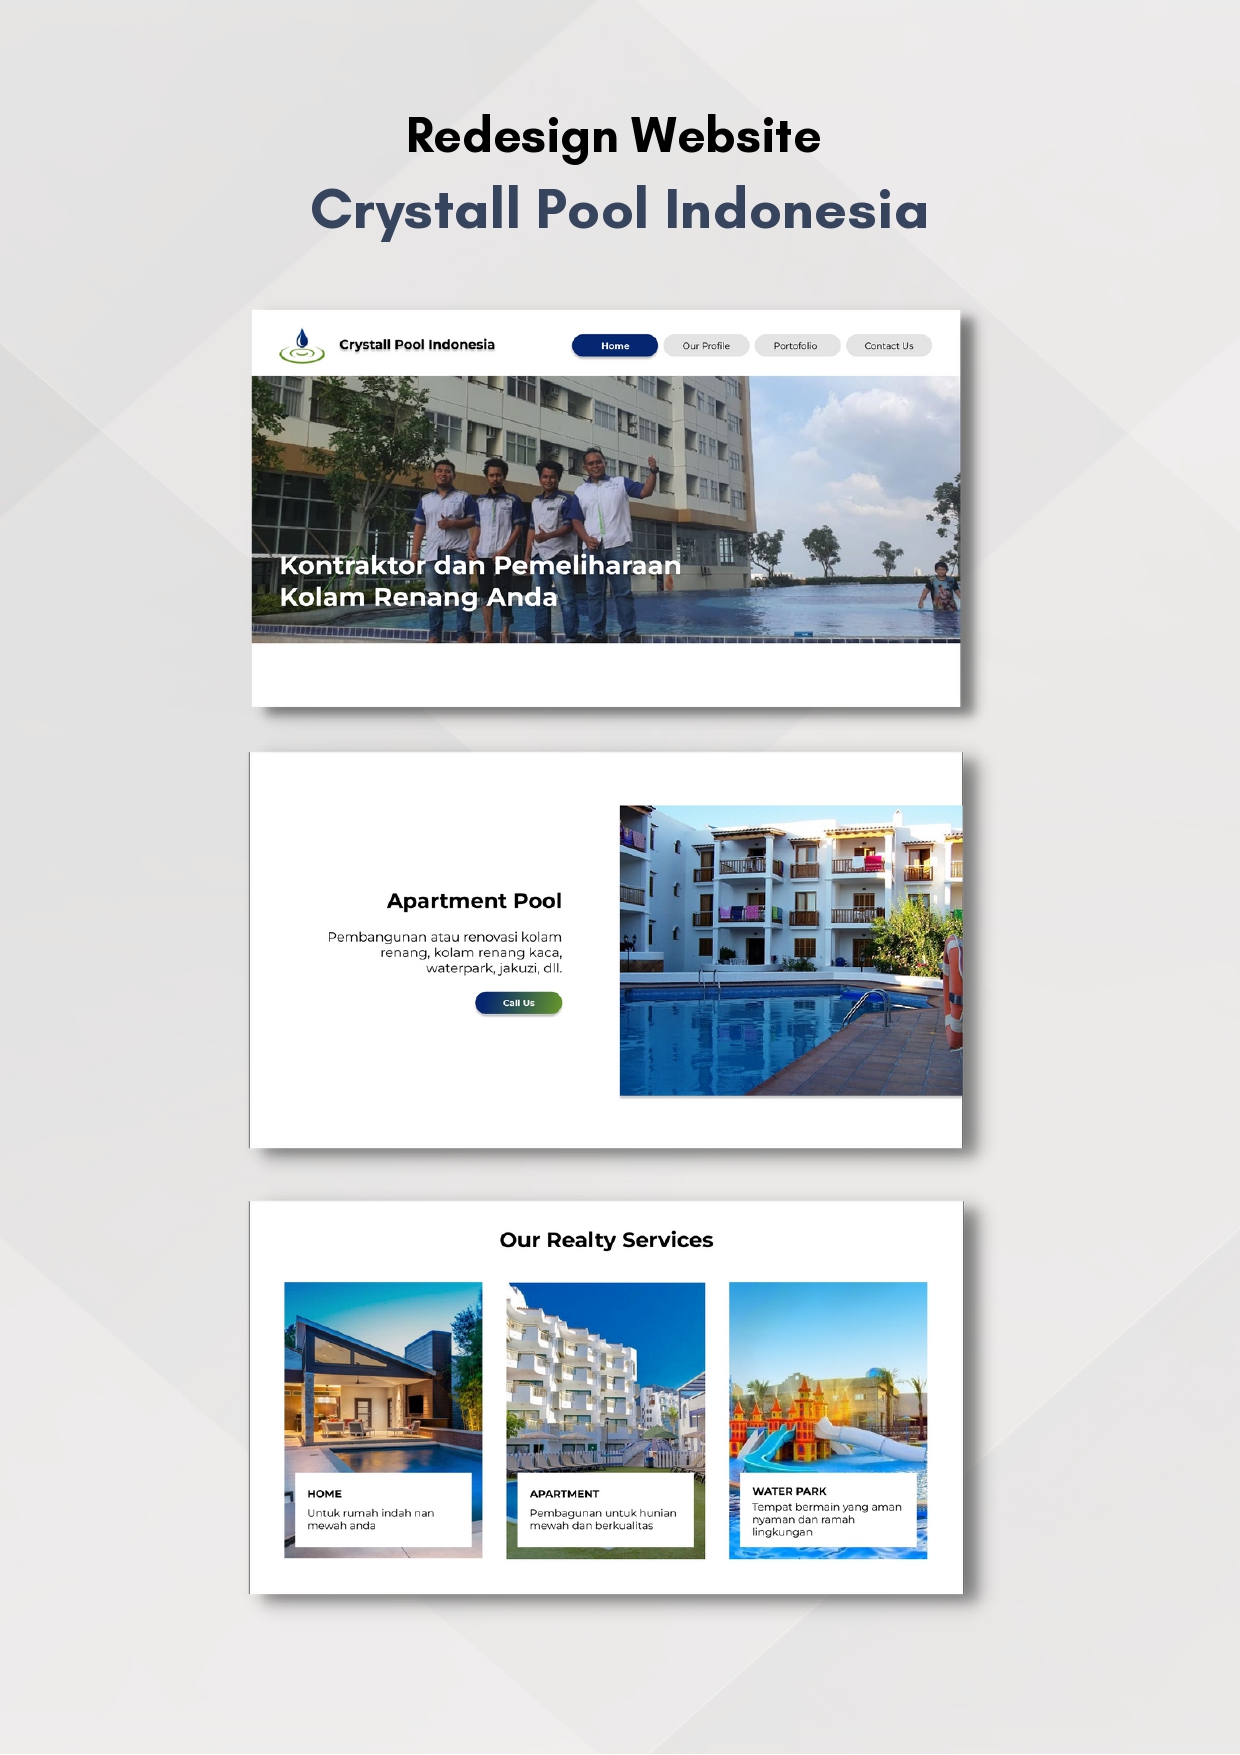 Redesign Website
Crystall Pool Indonesia
Crystall Pool Indonesia
Home
Our Profile
Portofolio
Contact Us
Kontraktor dan Pemeliharaan
Kolam Renang Anda
Apartment Pool
Pembangunan atau renovasi kolam
renang, kolam renang kaca,
waterpark, jakuzi, dll.
Call Us
Our Realty Services
HOME
Untuk rumah indah nan
mewah anda
APARTMENT
Pembagunan untuk hunian
mewah dan berkualitas
WATER PARK
Tempat bermain yang aman
nyaman dan ramah
lingkungan